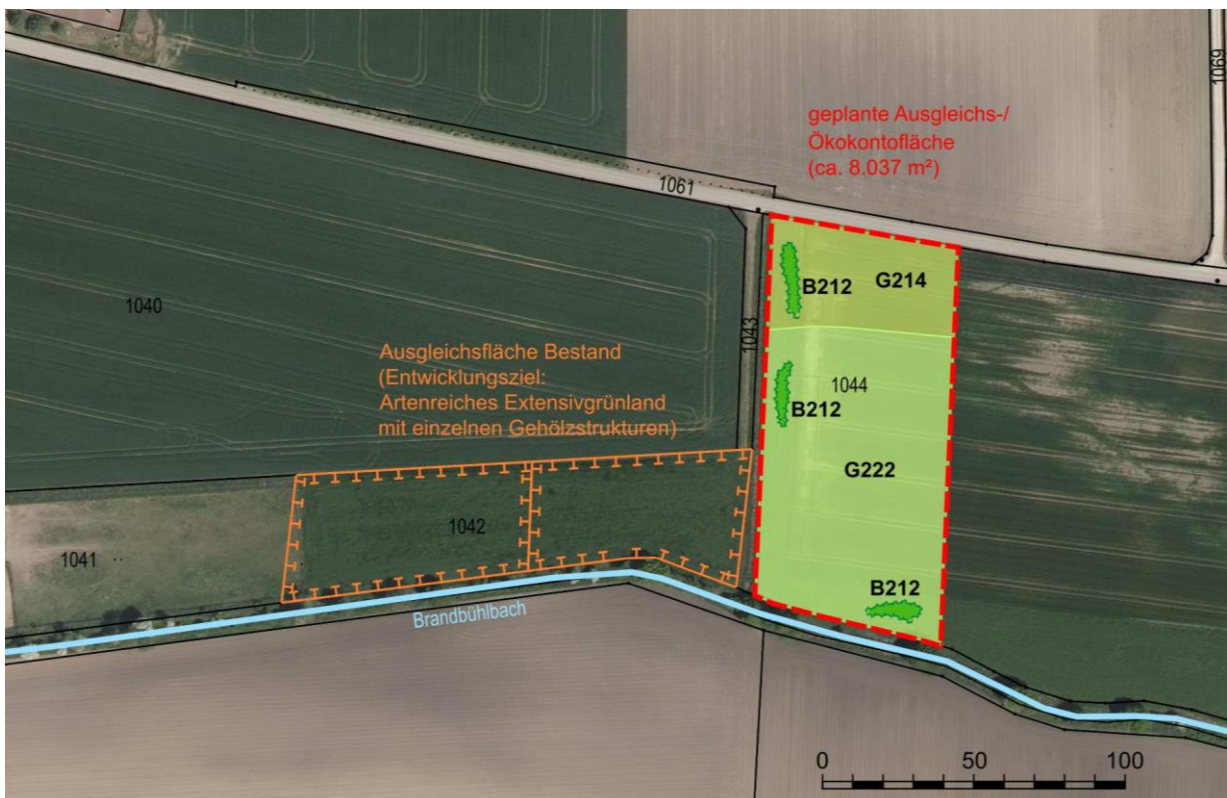 1069
geplante Ausgleichs-/
Ökokontofläche
(ca. 8.037 m²)
1061
B212
G214
1040
1043
Ausgleichsfläche Bestand
(Entwicklungsziel:
Artenreiches Extensivgrünland
mit einzelnen Gehölzstrukturen)
1044
B212
G222
1042
1041
B212
Brandbühlbach
0 50 100